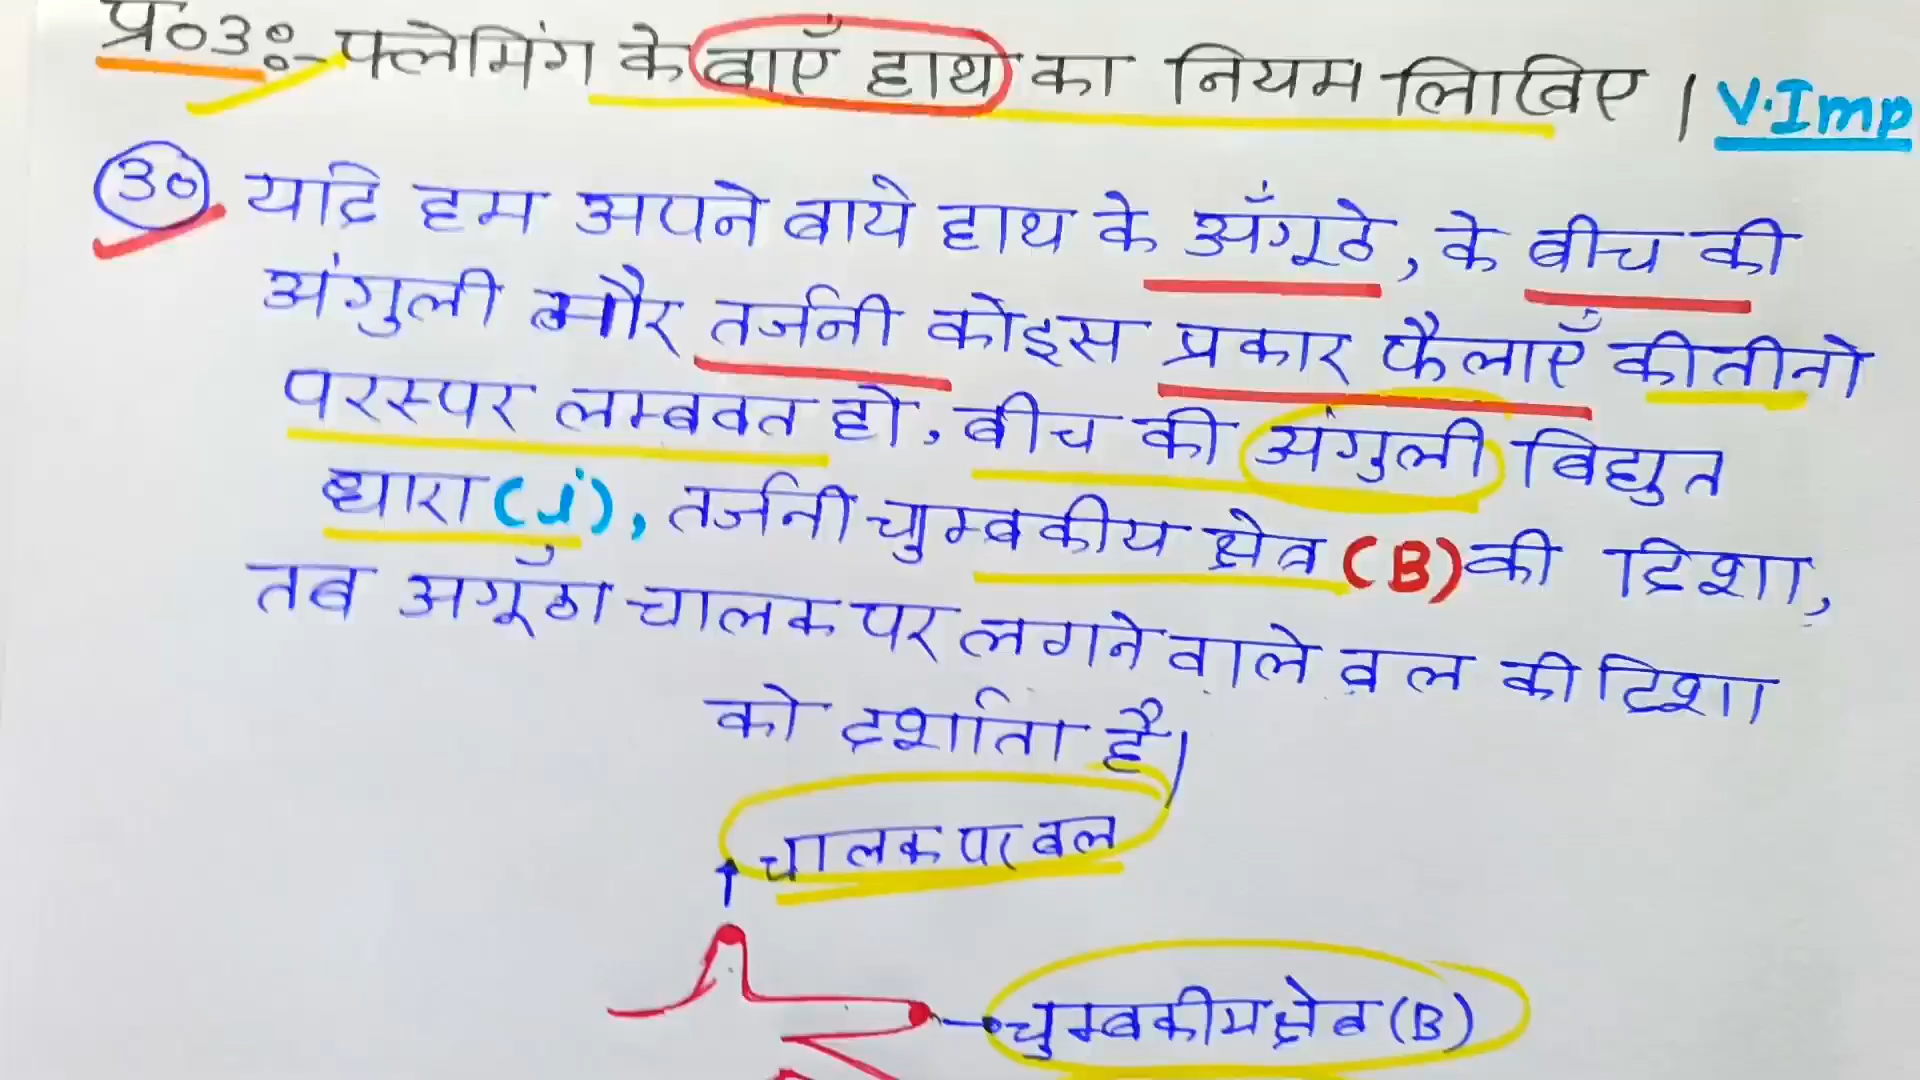 प्र०३ः- फ्लेमिंग के बाएँ हाथ का नियम लिखिए । V.Imp
उ० यदि हम अपने बाये हाथ के अँगूठे, के बीच की
अंगुली और तर्जनी को इस प्रकार फैलाएँ की तीनो
परस्पर लम्बवत हो, बीच की अंगुली विद्युत
धारा (i), तर्जनी चुम्बकीय क्षेत्र (B) की दिशा,
तब अगूँठा चालक पर लगने वाले बल की दिशा
को दर्शाता है।
चालक पर बल
चुम्बकीय क्षेत्र (B)